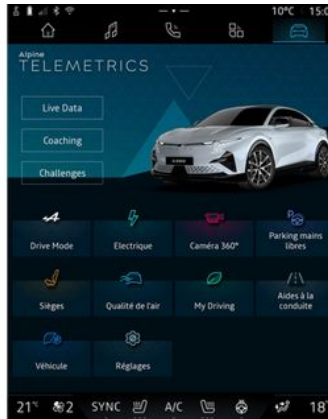 10°C 15:0
Alpine
TELEMETRICS
Live Data
Coaching
Challenges
Drive Mode
Electrique
Caméra 360°
Parking mains
libres
Sièges
Qualité de l'air
My Driving
Aides à la
conduite
Véhicule
Réglages
21° 2 SYNC A/C 18°